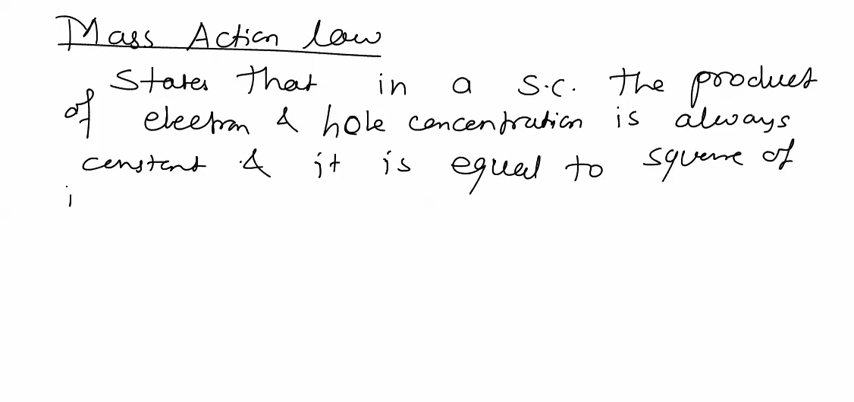 Mass Action law
States that in a s.c. the product
of electron & hole concentration is always
constant & it is equal to square of
i